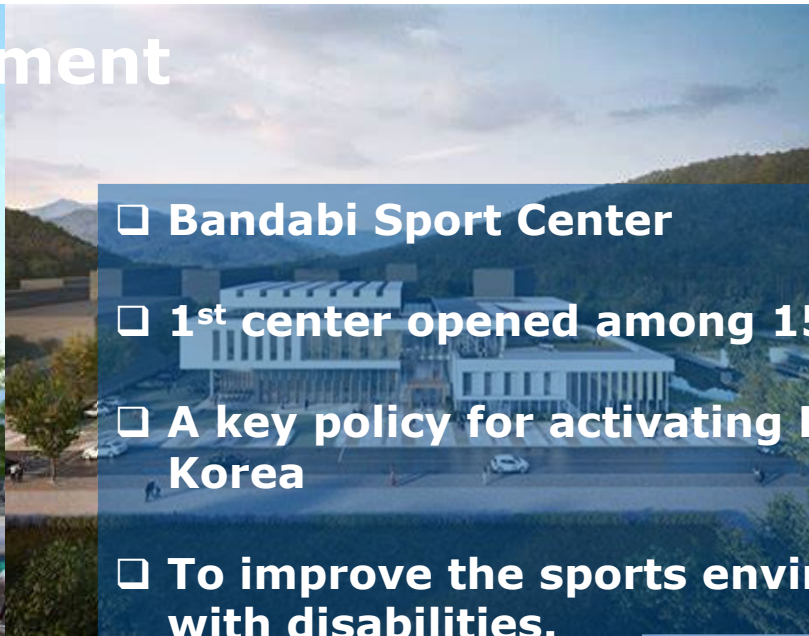 ment
❑ Bandabi Sport Center
❑ 1st center opened among 15
❑ A key policy for activating
Korea
❑ To improve the sports envir
with disabilities.